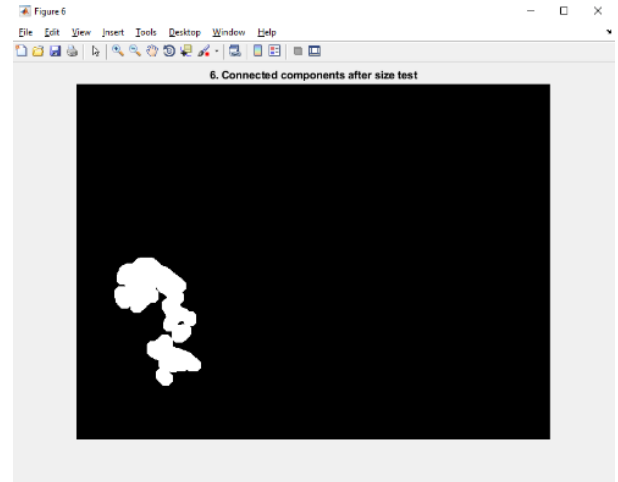 Figure 6
File Edit View Insert Tools Desktop Window Help
6. Connected components after size test